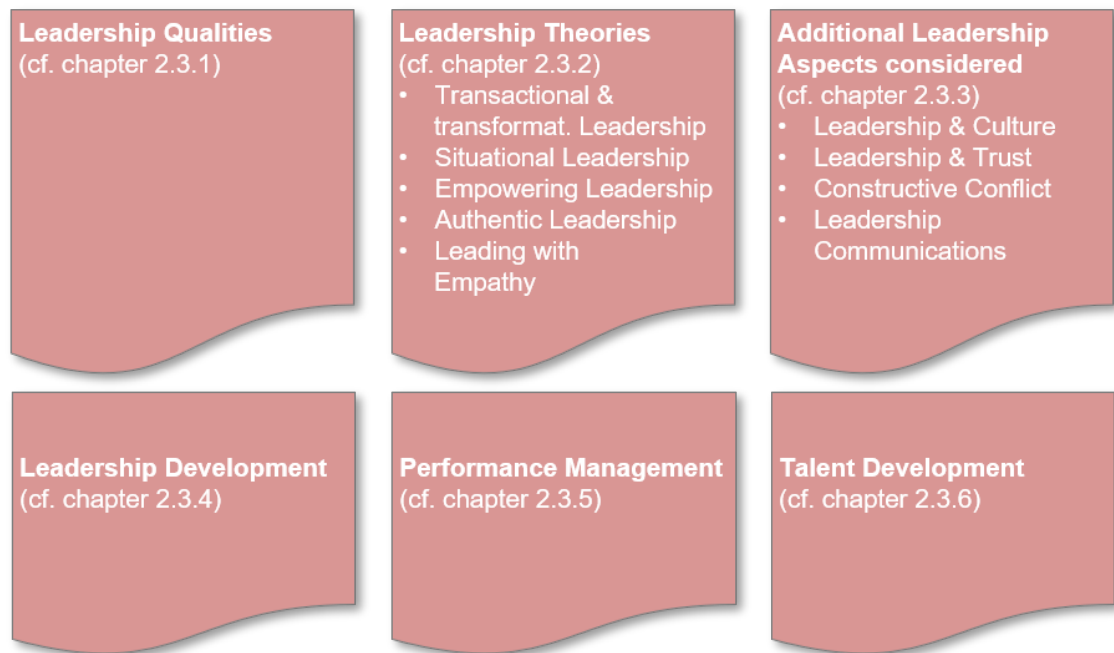 Leadership Qualities
(cf. chapter 2.3.1)
Leadership Theories
(cf. chapter 2.3.2)
• Transactional &
transformat. Leadership
• Situational Leadership
• Empowering Leadership
• Authentic Leadership
• Leading with
Empathy
Additional Leadership
Aspects considered
(cf. chapter 2.3.3)
• Leadership & Culture
• Leadership & Trust
• Constructive Conflict
• Leadership
Communications
Leadership Development
(cf. chapter 2.3.4)
Performance Management
(cf. chapter 2.3.5)
Talent Development
(cf. chapter 2.3.6)